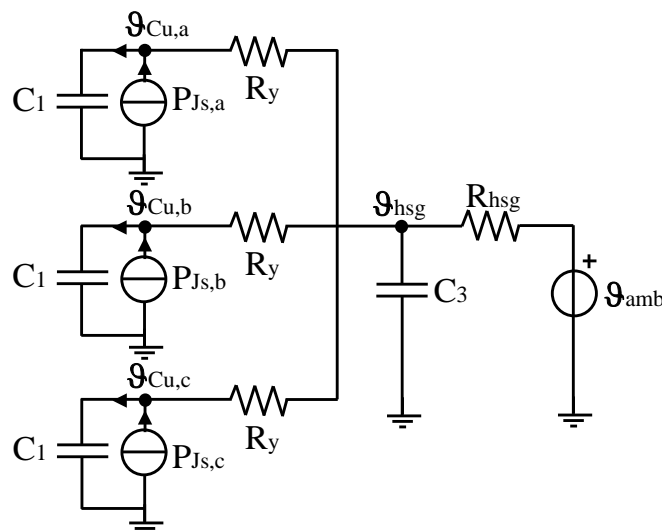 ϑCu,a
C1
PJs,a
Ry
ϑCu,b
ϑhsg
Rhsg
C1
PJs,b
Ry
C3
+
ϑamb
ϑCu,c
C1
PJs,c
Ry